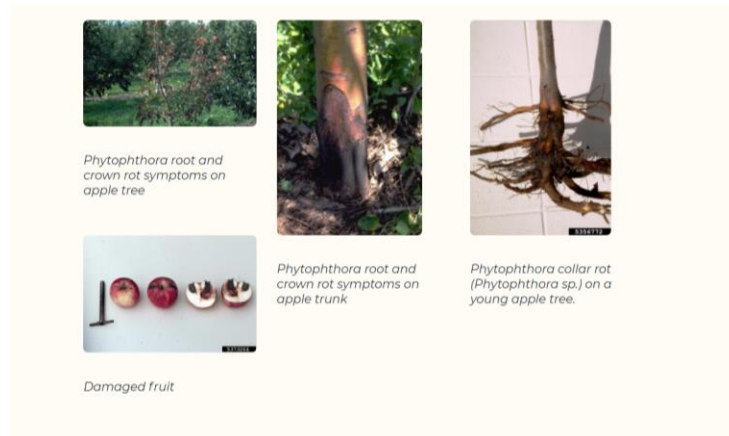 Phytophthora root and
crown rot symptoms on
apple tree
Damaged fruit
Phytophthora root and
crown rot symptoms on
apple trunk
5356772
Phytophthora collar rot
(Phytophthora sp.) on a
young apple tree.